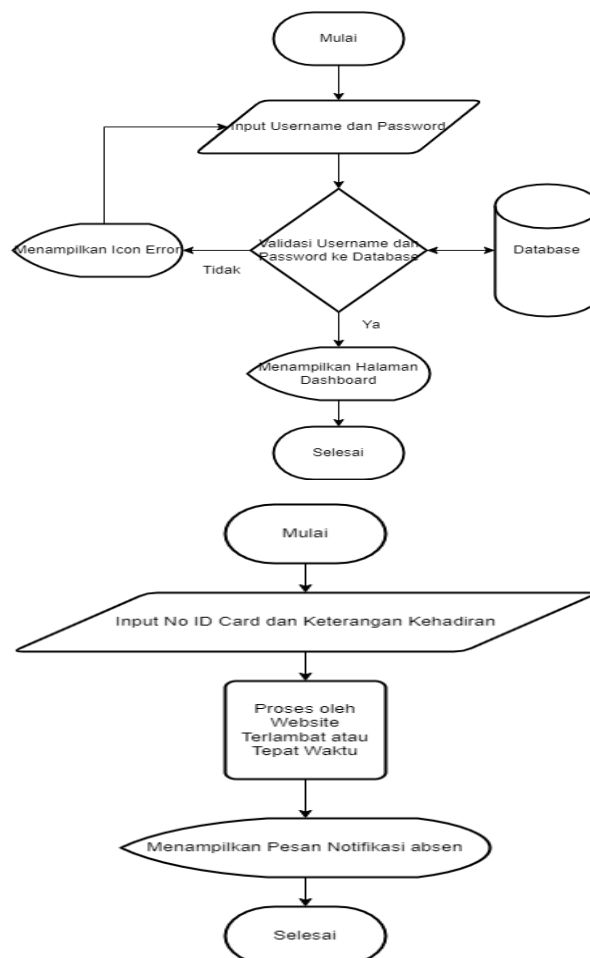 Mulai
Input Username dan Password
Validasi Username dan
Password ke Database
Database
Menampilkan Icon Error
Tidak
Ya
Menampilkan Halaman
Dashboard
Selesai
Mulai
Input No ID Card dan Keterangan Kehadiran
Proses oleh
Website
Terlambat atau
Tepat Waktu
Menampilkan Pesan Notifikasi absen
Selesai